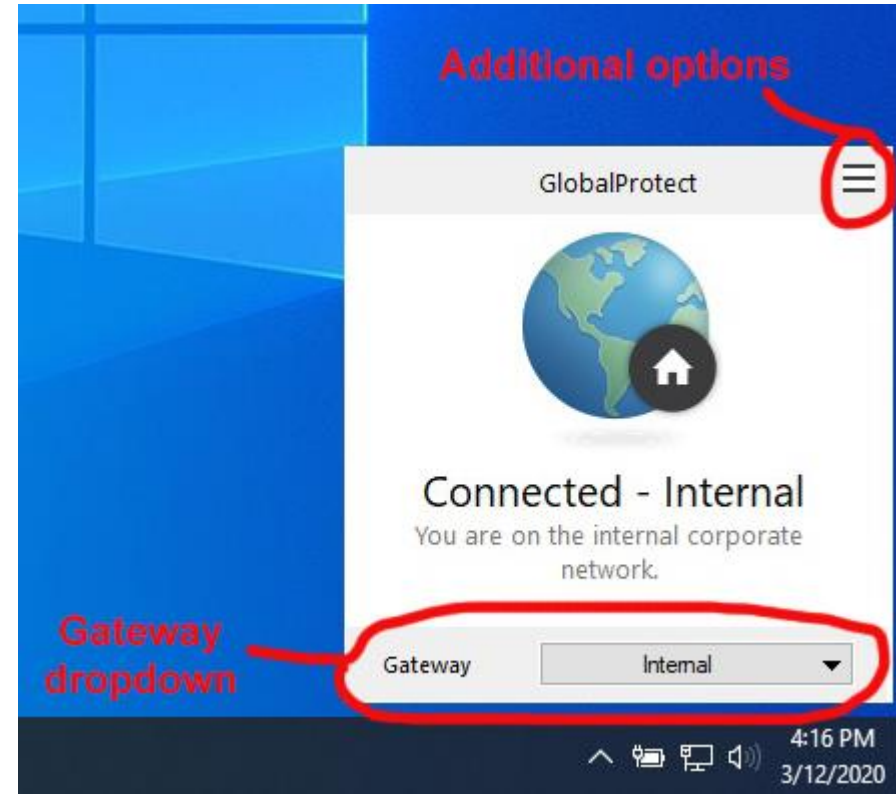 Additional options
GlobalProtect
Connected - Internal
You are on the internal corporate
network.
Gateway
dropdown
Gateway
Internal
4:16 PM
3/12/2020